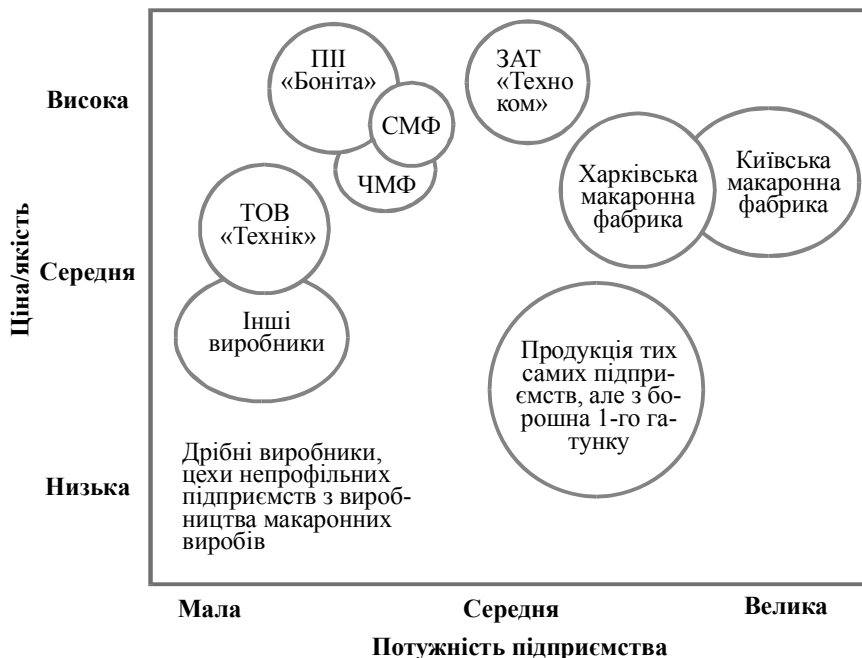 ПІІ
«Боніта»
ЗАТ
«Техно
ком»
Висока
СМФ
ЧМФ
Харківська
макаронна
фабрика
Київська
макаронна
фабрика
ТОВ
«Технік»
Ціна/якість
Середня
Інші
виробники
Продукція тих
самих підпри-
ємств, але з бо-
рошна 1-го га-
тунку
Дрібні виробники,
цехи непрофільних
підприємств з вироб-
ництва макаронних
виробів
Низька
Мала
Середня
Велика
Потужність підприємства